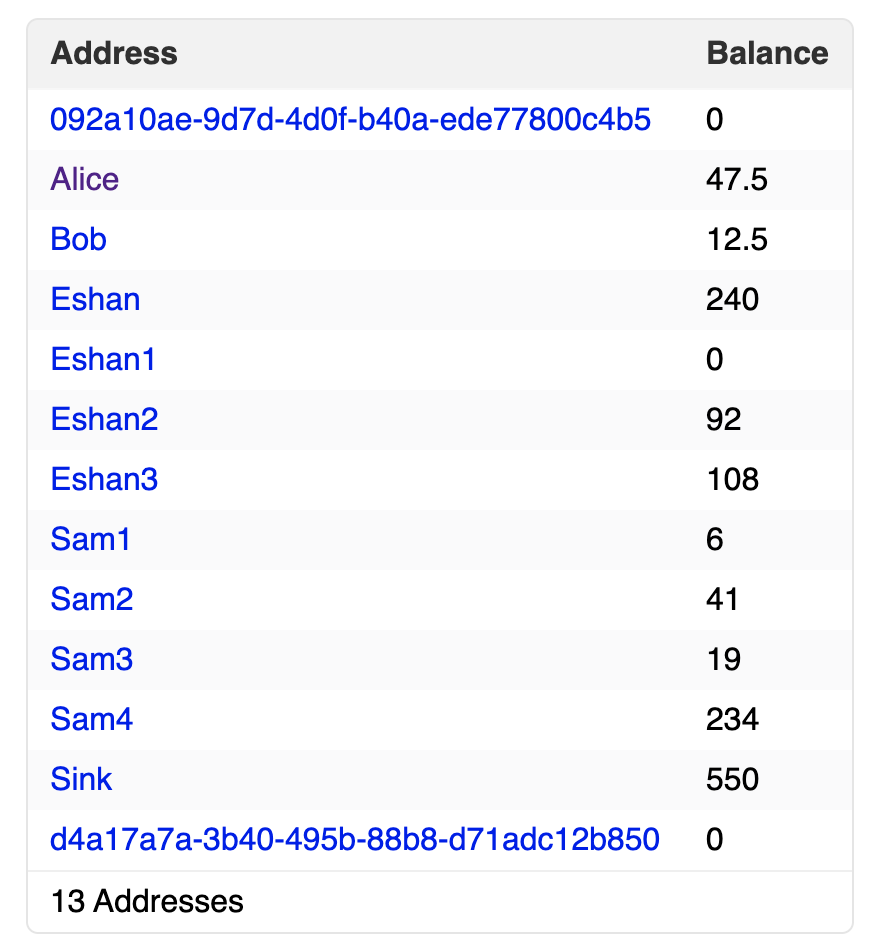 Address Balance
092a10ae-9d7d-4d0f-b40a-ede77800c4b5 0
Alice 47.5
Bob 12.5
Eshan 240
Eshan1 0
Eshan2 92
Eshan3 108
Sam1 6
Sam2 41
Sam3 19
Sam4 234
Sink 550
d4a17a7a-3b40-495b-88b8-d71adc12b850 0
13 Addresses